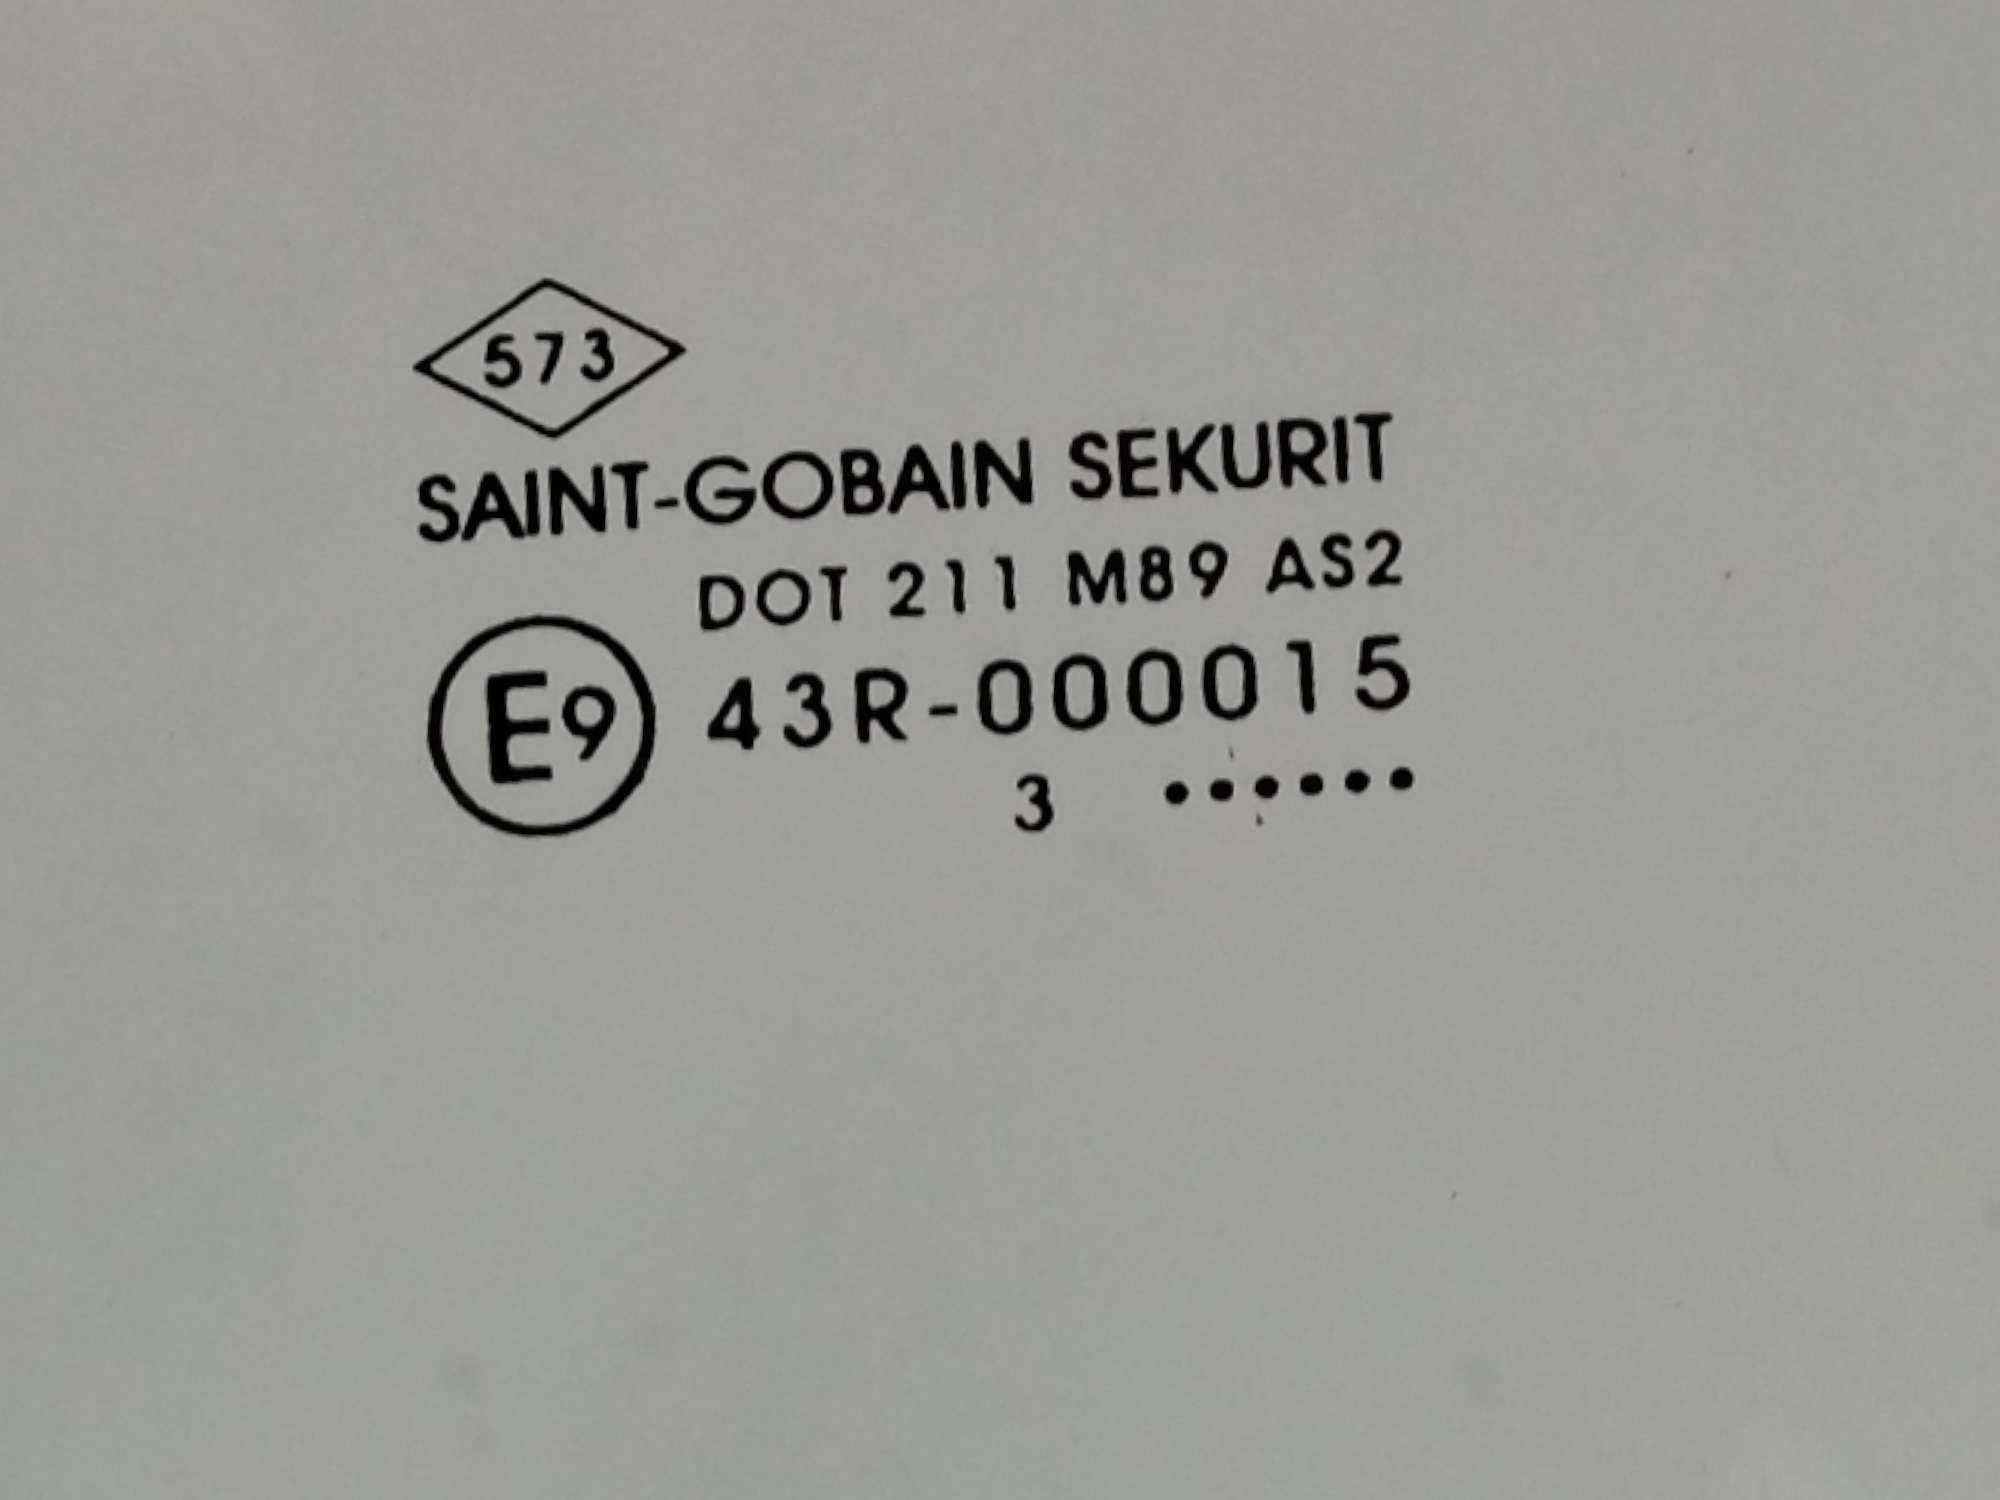 573
SAINT-GOBAIN SEKURIT
DOT 211 M89 AS2
E9 43R-000015
3 ••••••